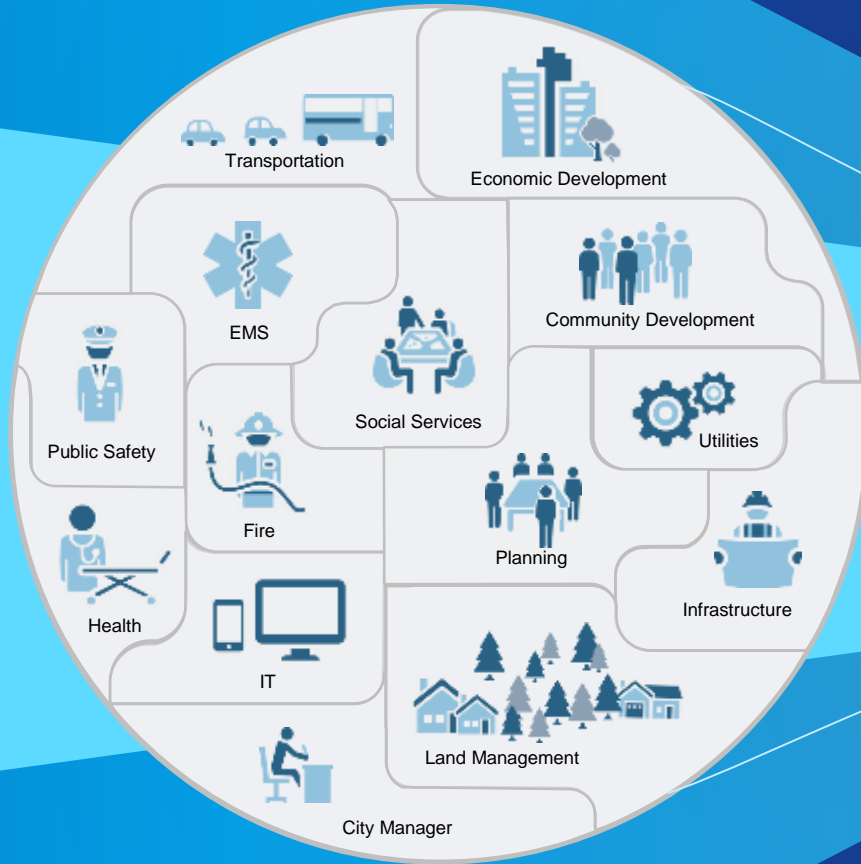 Transportation
Economic Development
EMS
Community Development
Social Services
Utilities
Public Safety
Fire
Planning
Infrastructure
Health
IT
Land Management
City Manager